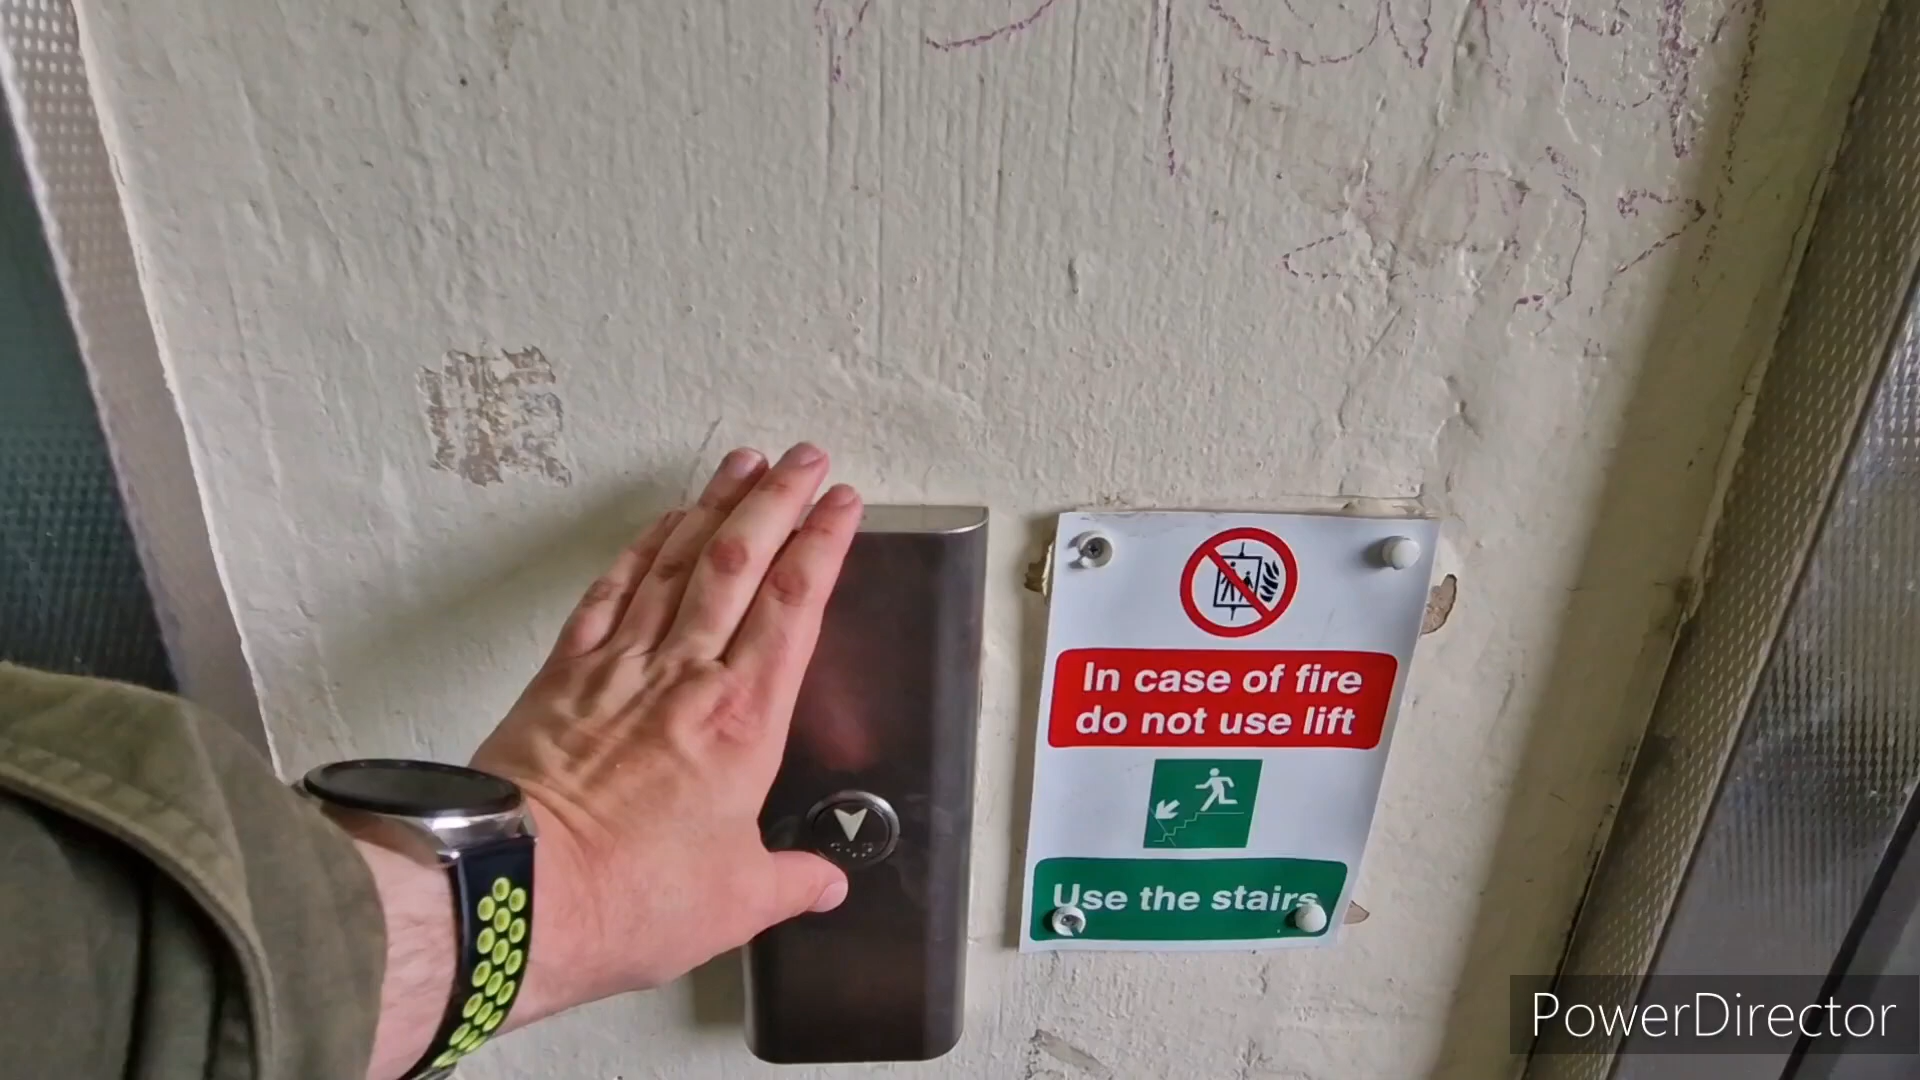 In case of fire
do not use lift
Use the stairs
PowerDirector